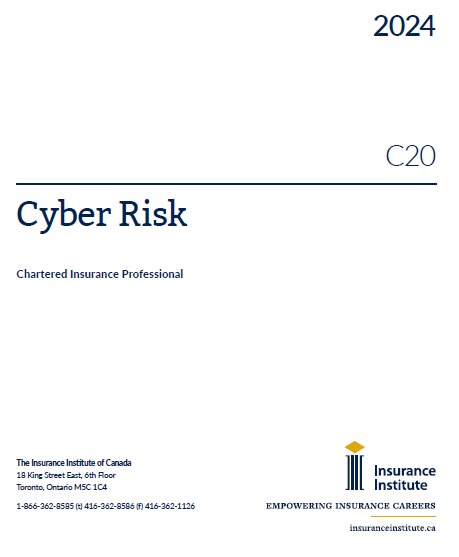 2024
C20
Cyber Risk
Chartered Insurance Professional
The Insurance Institute of Canada
18 King Street East, 6th Floor
Toronto, Ontario M5C 1C4
1-866-362-8585 (t) 416-362-8586 (f) 416-362-1126
Insurance
Institute
EMPOWERING INSURANCE CAREERS
insuranceinstitute.ca